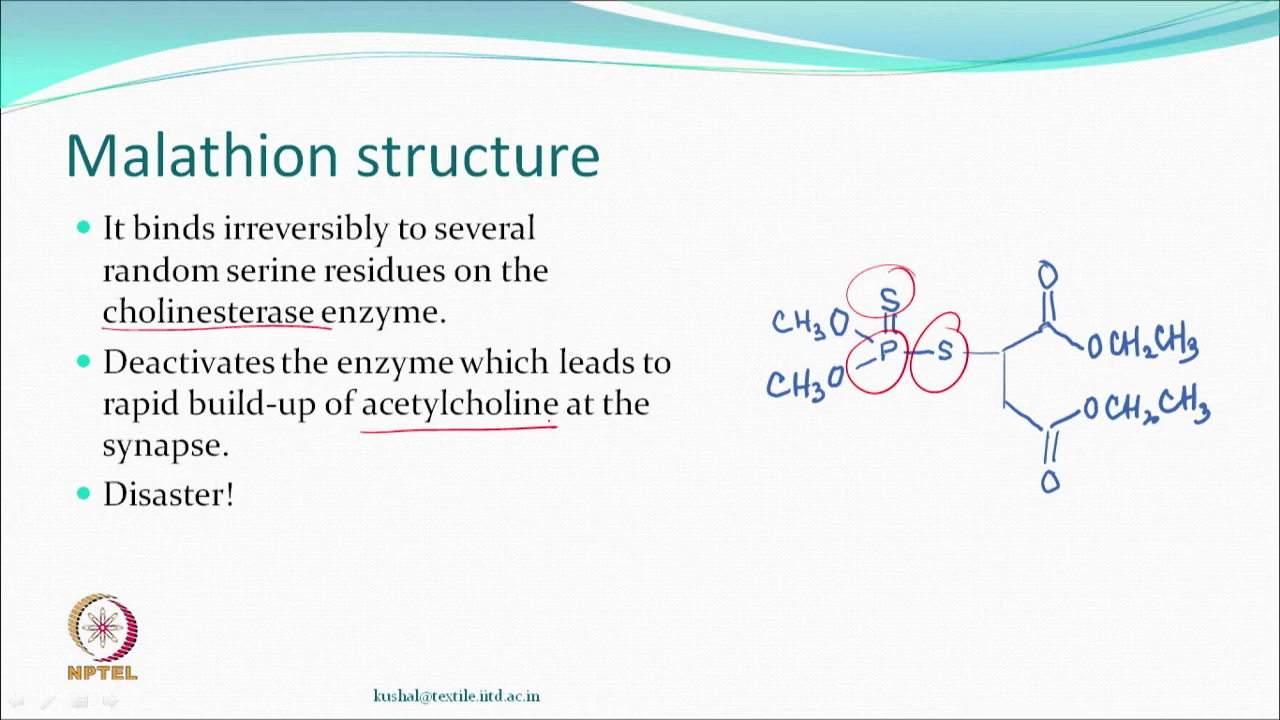 Malathion structure
It binds irreversibly to several
random serine residues on the
cholinesterase enzyme.
Deactivates the enzyme which leads to
rapid build-up of acetylcholine at the
synapse.
Disaster!
O
S
CH₃O
P
S
OCH₂CH₃
CH₃O
OCH₂CH₃
O
NPTEL
kushal@textile.iitd.ac.in